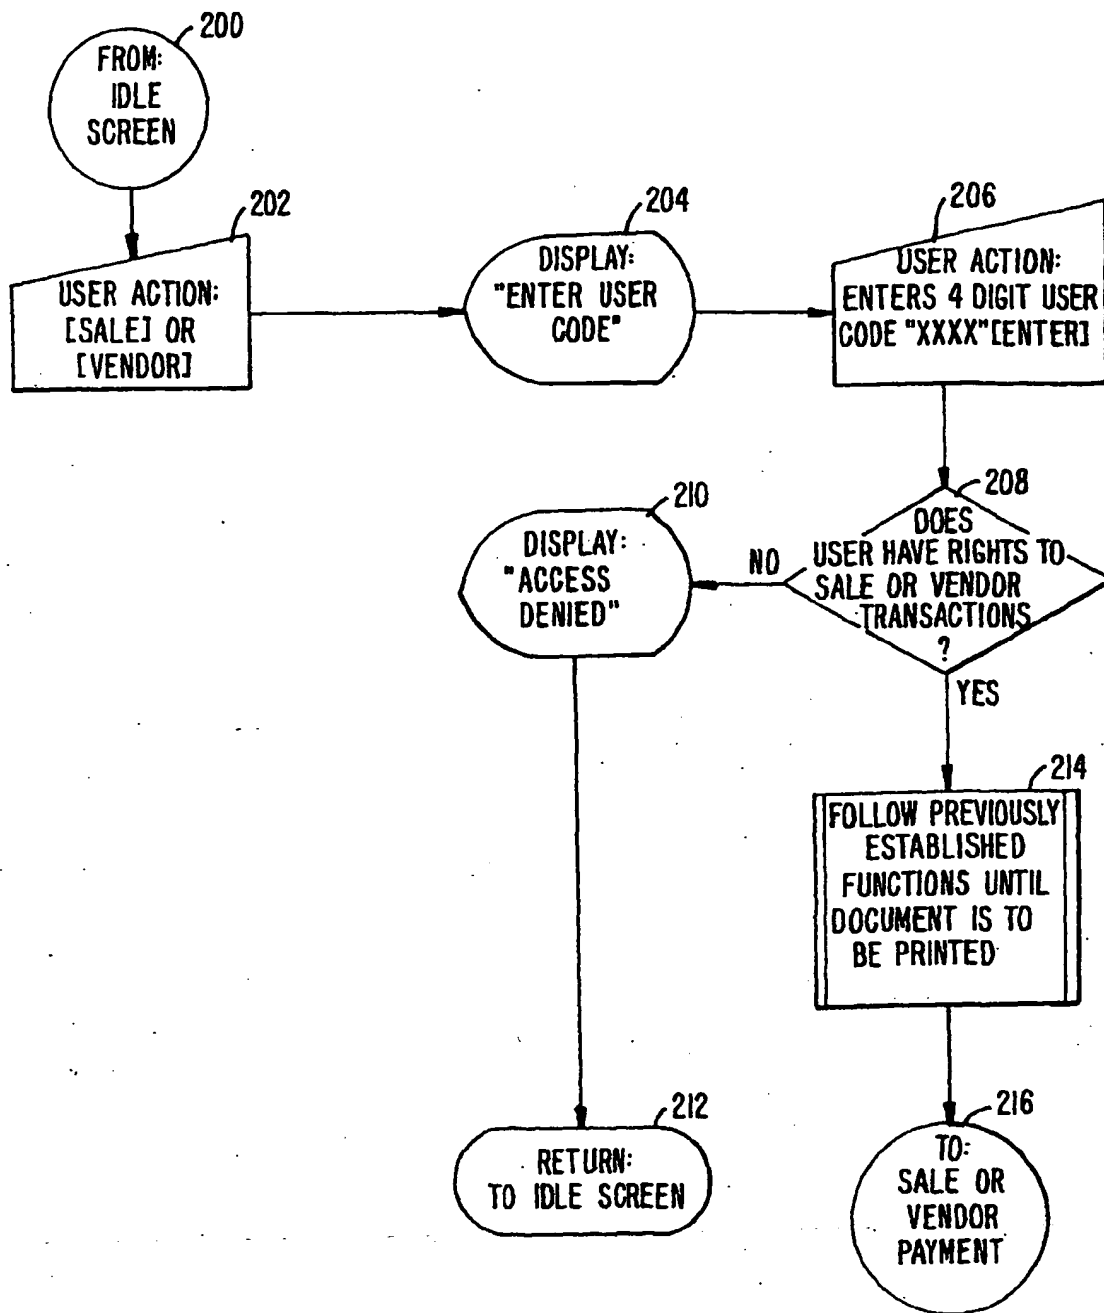 200
FROM:
IDLE
SCREEN
202
USER ACTION:
[SALE] OR
[VENDOR]
204
DISPLAY:
"ENTER USER
CODE"
206
USER ACTION:
ENTERS 4 DIGIT USER
CODE "XXXX"[ENTER]
208
DOES
USER HAVE RIGHTS TO
SALE OR VENDOR
TRANSACTIONS
?
NO
YES
210
DISPLAY:
"ACCESS
DENIED"
212
RETURN:
TO IDLE SCREEN
214
FOLLOW PREVIOUSLY
ESTABLISHED
FUNCTIONS UNTIL
DOCUMENT IS TO
BE PRINTED
216
TO:
SALE OR
VENDOR
PAYMENT